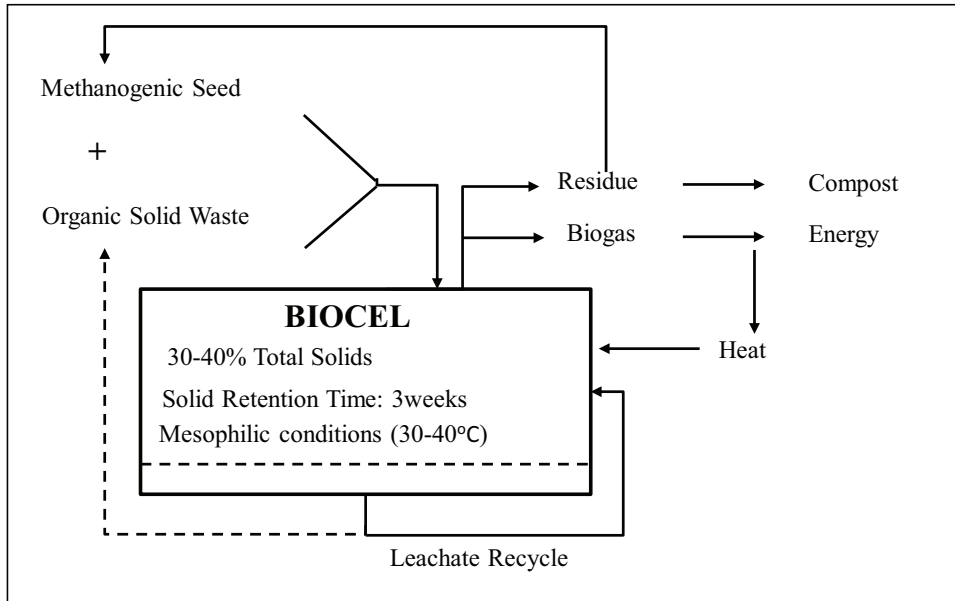 Methanogenic Seed
+
Organic Solid Waste
Residue
Compost
Biogas
Energy
BIOCEL
30-40% Total Solids
Solid Retention Time: 3weeks
Mesophilic conditions (30-40ºC)
Heat
Leachate Recycle